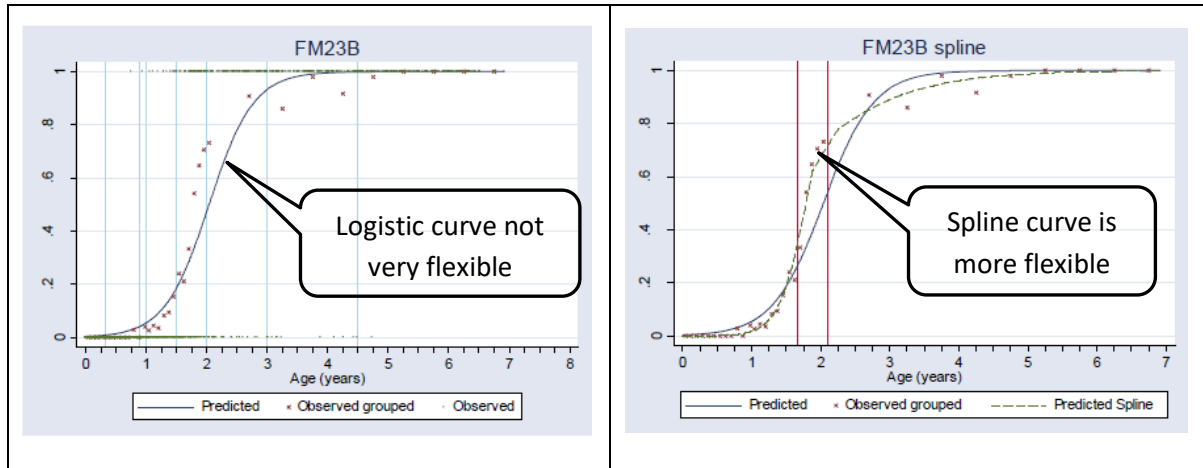 FM23B
1
.8
.6
.4
.2
0
Logistic curve not
very flexible
0 1 2 3 4 5 6 7 8
Age (years)
Predicted Observed grouped Observed
FM23B spline
1
.8
.6
.4
.2
0
Spline curve is
more flexible
0 1 2 3 4 5 6 7
Age (years)
Predicted Observed grouped Predicted Spline